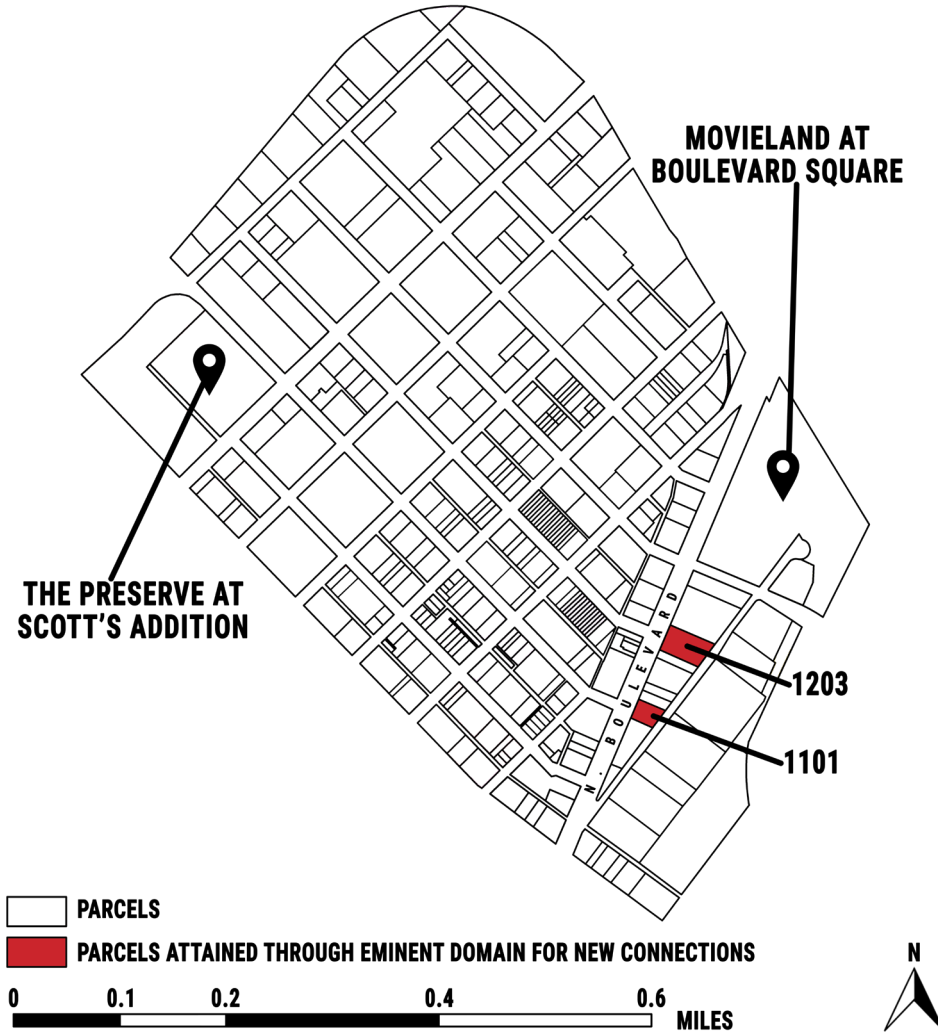 MOVIELAND AT
BOULEVARD SQUARE
THE PRESERVE AT
SCOTT'S ADDITION
N. BOULEVARD
1203
1101
PARCELS
PARCELS ATTAINED THROUGH EMINENT DOMAIN FOR NEW CONNECTIONS
N
0 0.1 0.2 0.4 0.6
MILES